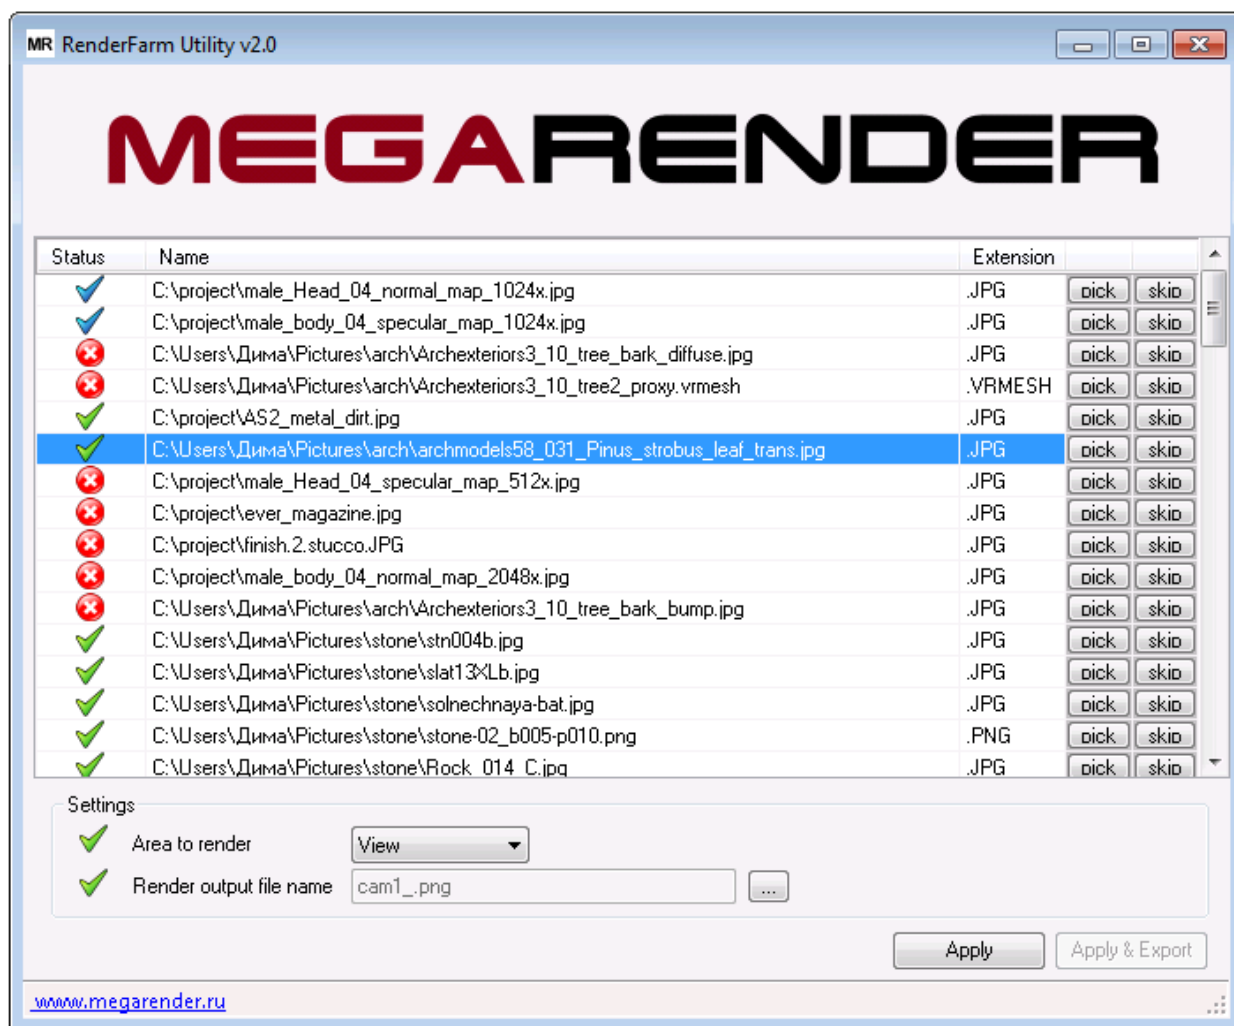 MR RenderFarm Utility v2.0
MEGARENDER
Status Name Extension
C:\project\male_Head_04_normal_map_1024x.jpg .JPG pick skip
C:\project\male_body_04_specular_map_1024x.jpg .JPG pick skip
C:\Users\Дима\Pictures\arch\Archexteriors3_10_tree_bark_diffuse.jpg .JPG pick skip
C:\Users\Дима\Pictures\arch\Archexteriors3_10_tree2_proxy.vrmesh .VRMESH pick skip
C:\project\AS2_metal_dirt.jpg .JPG pick skip
C:\Users\Дима\Pictures\arch\archmodels58_031_Pinus_strobus_leaf_trans.jpg .JPG pick skip
C:\project\male_Head_04_specular_map_512x.jpg .JPG pick skip
C:\project\ever_magazine.jpg .JPG pick skip
C:\project\finish.2.stucco.JPG .JPG pick skip
C:\project\male_body_04_normal_map_2048x.jpg .JPG pick skip
C:\Users\Дима\Pictures\arch\Archexteriors3_10_tree_bark_bump.jpg .JPG pick skip
C:\Users\Дима\Pictures\stone\stn004b.jpg .JPG pick skip
C:\Users\Дима\Pictures\stone\slat13XLb.jpg .JPG pick skip
C:\Users\Дима\Pictures\stone\solnechnaya-bat.jpg .JPG pick skip
C:\Users\Дима\Pictures\stone\stone-02_b005-p010.png .PNG pick skip
C:\Users\Дима\Pictures\stone\Rock_014_C.jpg .JPG pick skip
Settings
Area to render View
Render output file name cam1_.png ...
Apply Apply & Export
www.megarender.ru